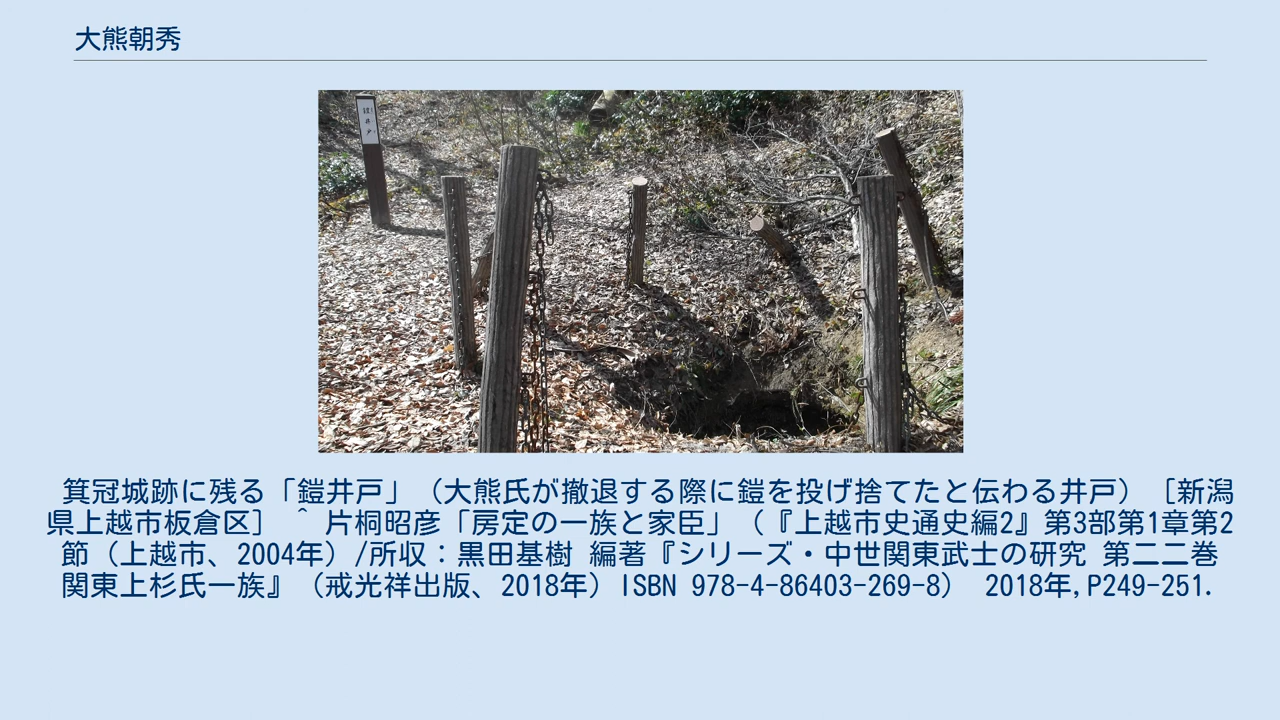 大熊朝秀
鎧井戸
箕冠城跡に残る「鎧井戸」（大熊氏が撤退する際に鎧を投げ捨てたと伝わる井戸）［新潟
県上越市板倉区］ ^ 片桐昭彦「房定の一族と家臣」（『上越市史通史編2』第3部第1章第2
節（上越市、2004年）/所収：黒田基樹 編著『シリーズ・中世関東武士の研究 第二二巻
関東上杉氏一族』（戒光祥出版、2018年）ISBN 978-4-86403-269-8） 2018年,P249-251.